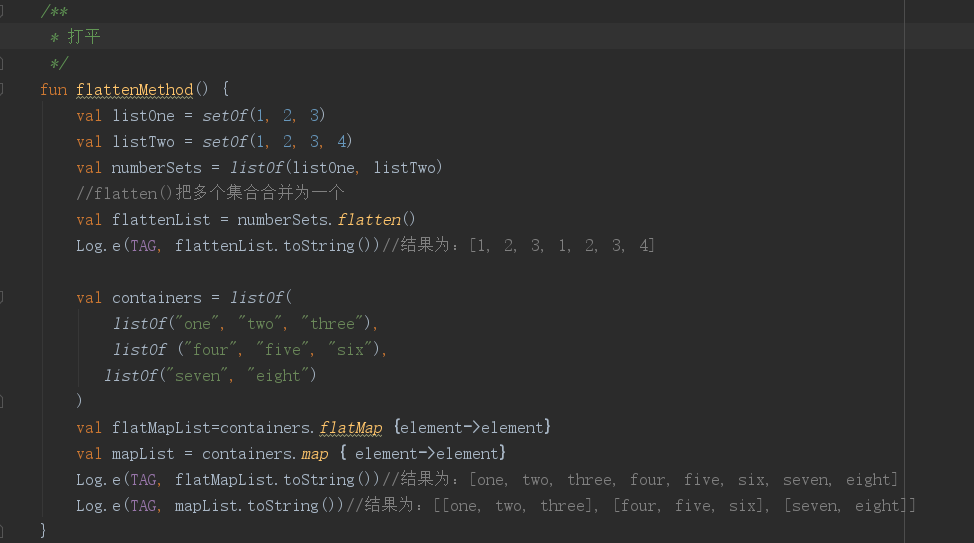 /**
 * 打平
 */
fun flattenMethod() {
    val listOne = setOf(1, 2, 3)
    val listTwo = setOf(1, 2, 3, 4)
    val numberSets = listOf(listOne, listTwo)
    //flatten()把多个集合合并为一个
    val flattenList = numberSets.flatten()
    Log.e(TAG, flattenList.toString())//结果为：[1, 2, 3, 1, 2, 3, 4]

    val containers = listOf(
        listOf("one", "two", "three"),
        listOf ("four", "five", "six"),
       listOf("seven", "eight")
    )
    val flatMapList=containers.flatMap {element->element}
    val mapList = containers.map { element->element}
    Log.e(TAG, flatMapList.toString())//结果为：[one, two, three, four, five, six, seven, eight]
    Log.e(TAG, mapList.toString())//结果为：[[one, two, three], [four, five, six], [seven, eight]]
}